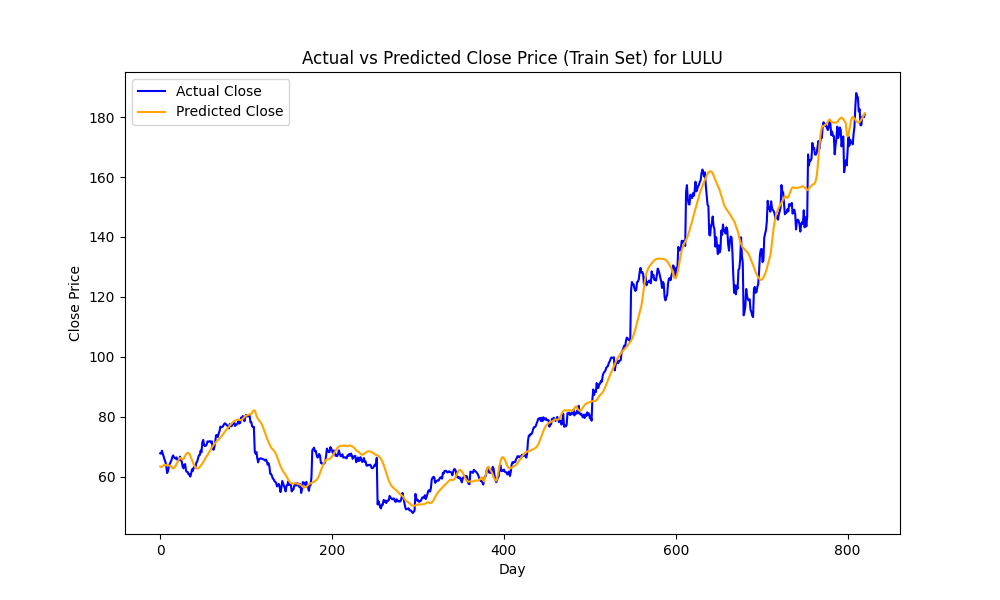 Actual vs Predicted Close Price (Train Set) for LULU
Actual Close
Predicted Close
180
160
140
120
100
80
60
Close Price
0 200 400 600 800
Day